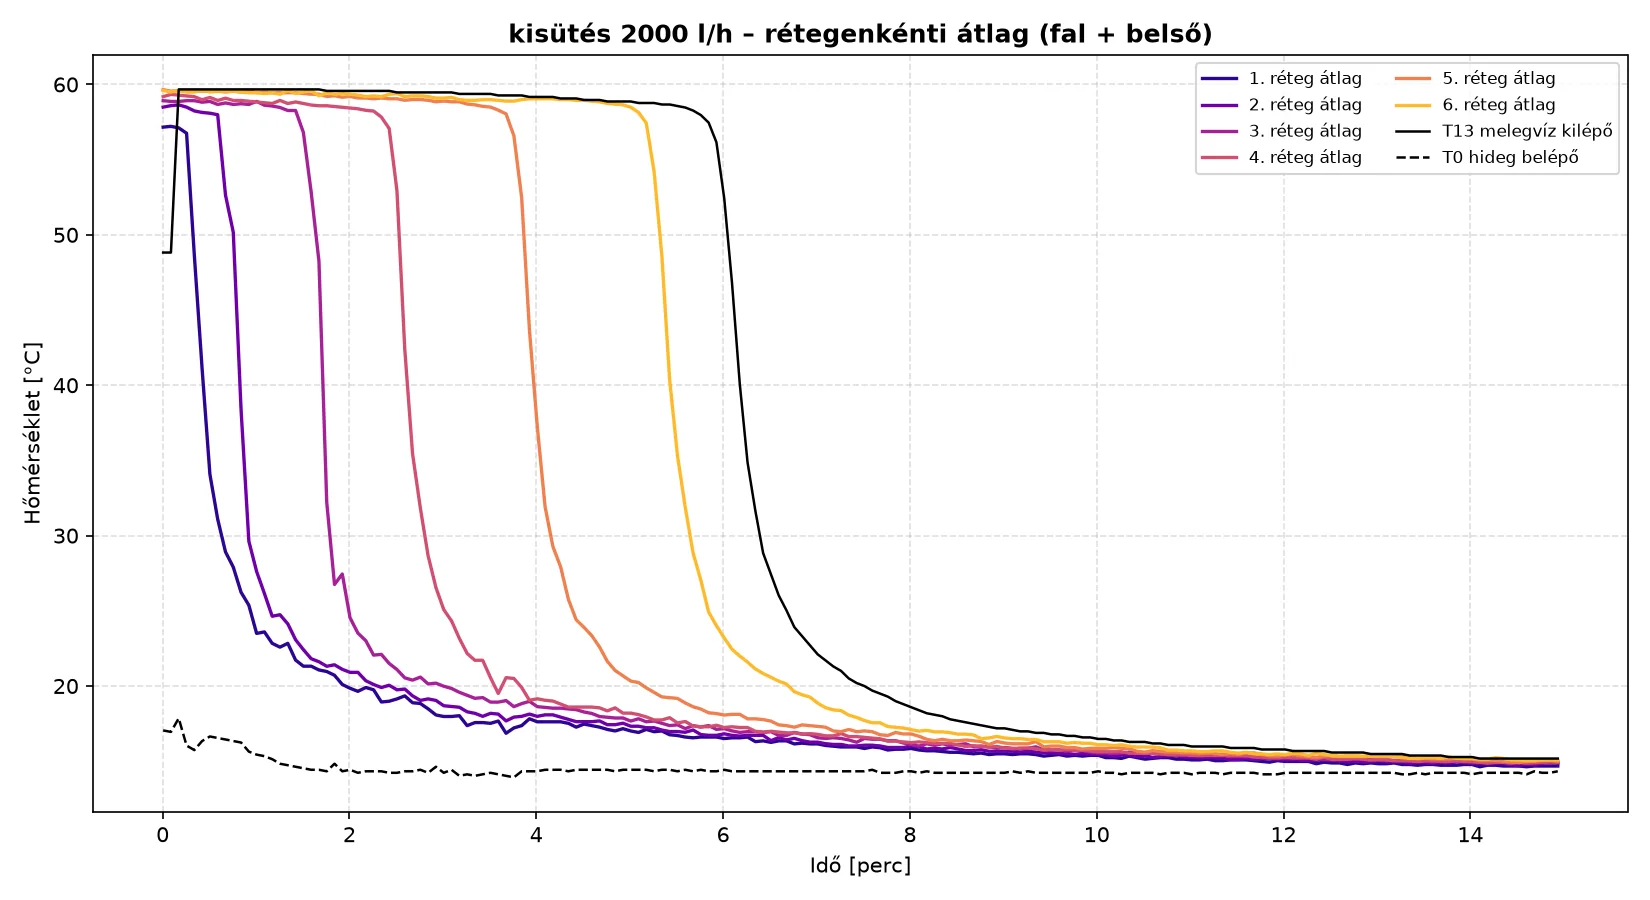 kisütés 2000 l/h – rétegenkénti átlag (fal + belső)
1. réteg átlag
2. réteg átlag
3. réteg átlag
4. réteg átlag
5. réteg átlag
6. réteg átlag
T13 melegvíz kilépő
T0 hideg belépő
Hőmérséklet [°C]
60
50
40
30
20
0 2 4 6 8 10 12 14
Idő [perc]